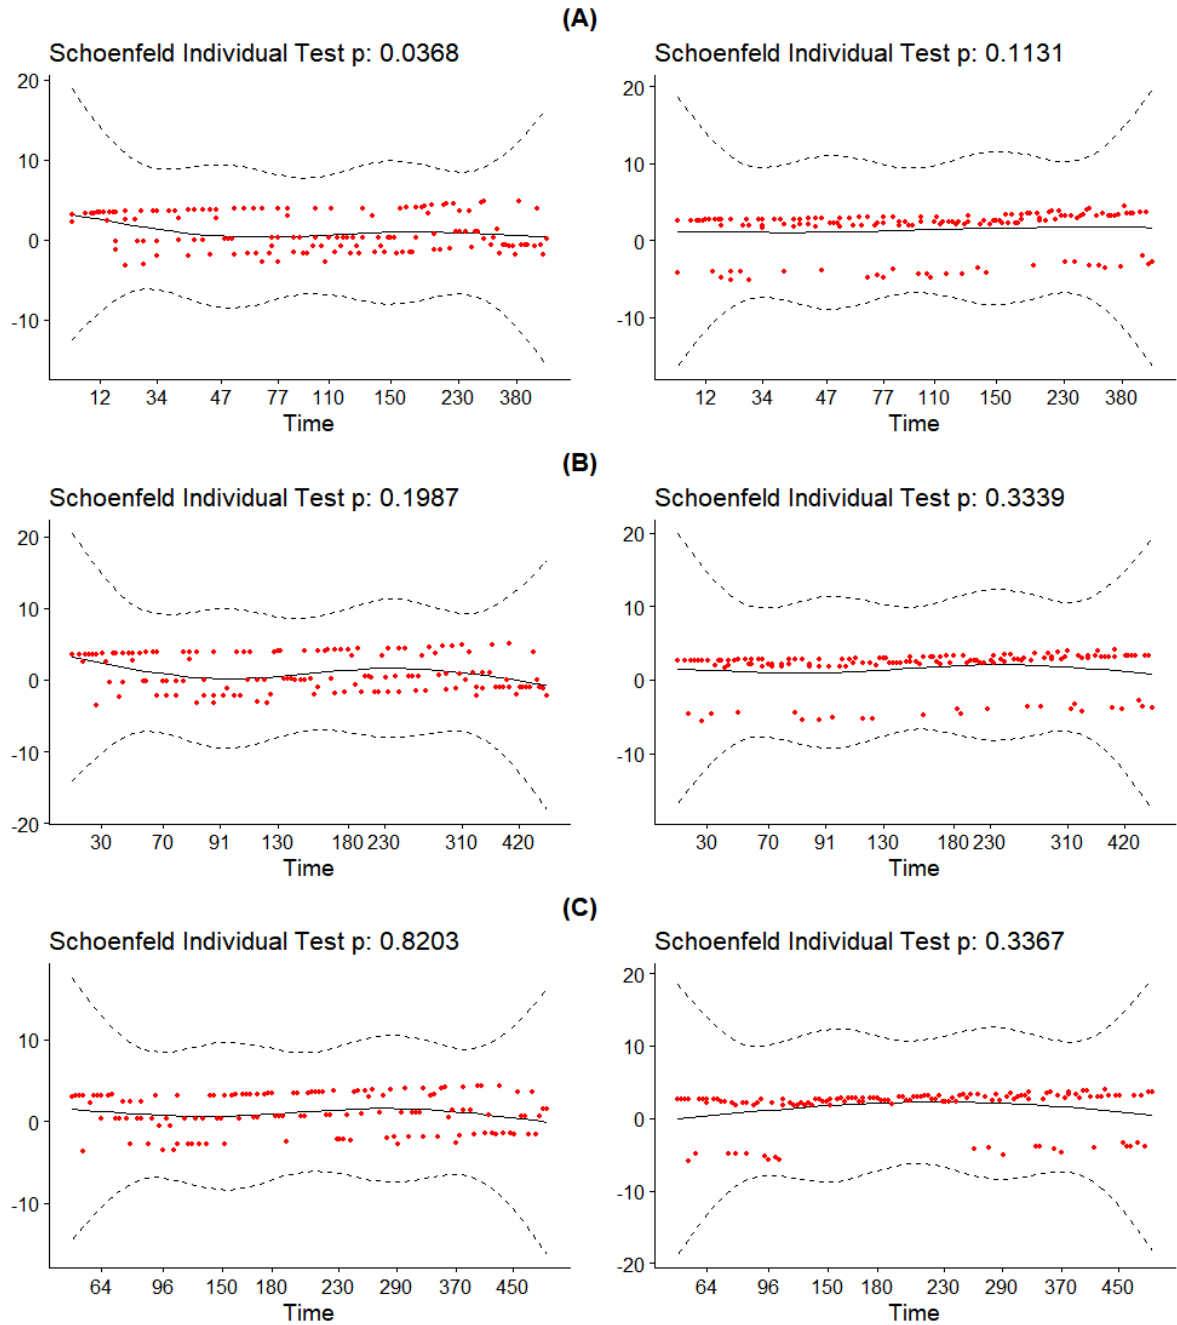 (A)
Schoenfeld Individual Test p: 0.0368
Schoenfeld Individual Test p: 0.1131
20
10
0
-10
20
10
0
-10
12 34 47 77 110 150 230 380
12 34 47 77 110 150 230 380
Time
Time
(B)
Schoenfeld Individual Test p: 0.1987
Schoenfeld Individual Test p: 0.3339
20
10
0
-10
-20
20
10
0
-10
30 70 91 130 180 230 310 420
30 70 91 130 180 230 310 420
Time
Time
(C)
Schoenfeld Individual Test p: 0.8203
Schoenfeld Individual Test p: 0.3367
10
0
-10
20
10
0
-10
-20
64 96 150 180 230 290 370 450
64 96 150 180 230 290 370 450
Time
Time